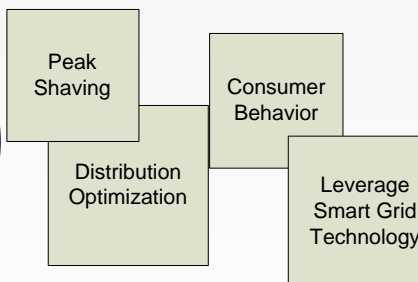 Peak
Shaving
Consumer
Behavior
Distribution
Optimization
Leverage
Smart Grid
Technology